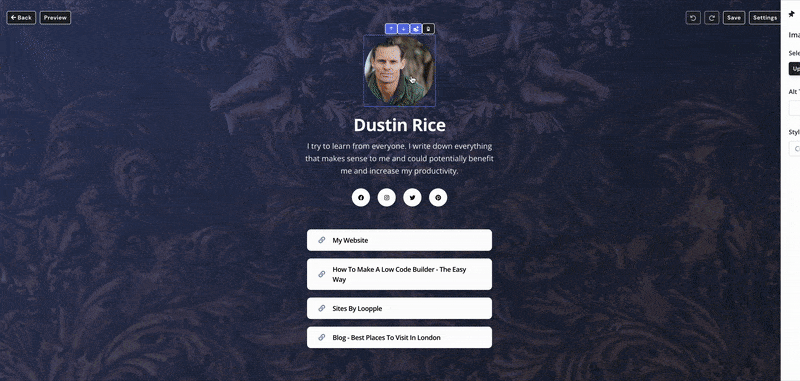 Back
Preview
Save
Settings
Dustin Rice
I try to learn from everyone. I write down everything
that makes sense to me and could potentially benefit
me and increase my productivity.
My Website
How To Make A Low Code Builder - The Easy
Way
Sites By Loopple
Blog - Best Places To Visit In London
Ima
Sele
Up
Alt
Styl